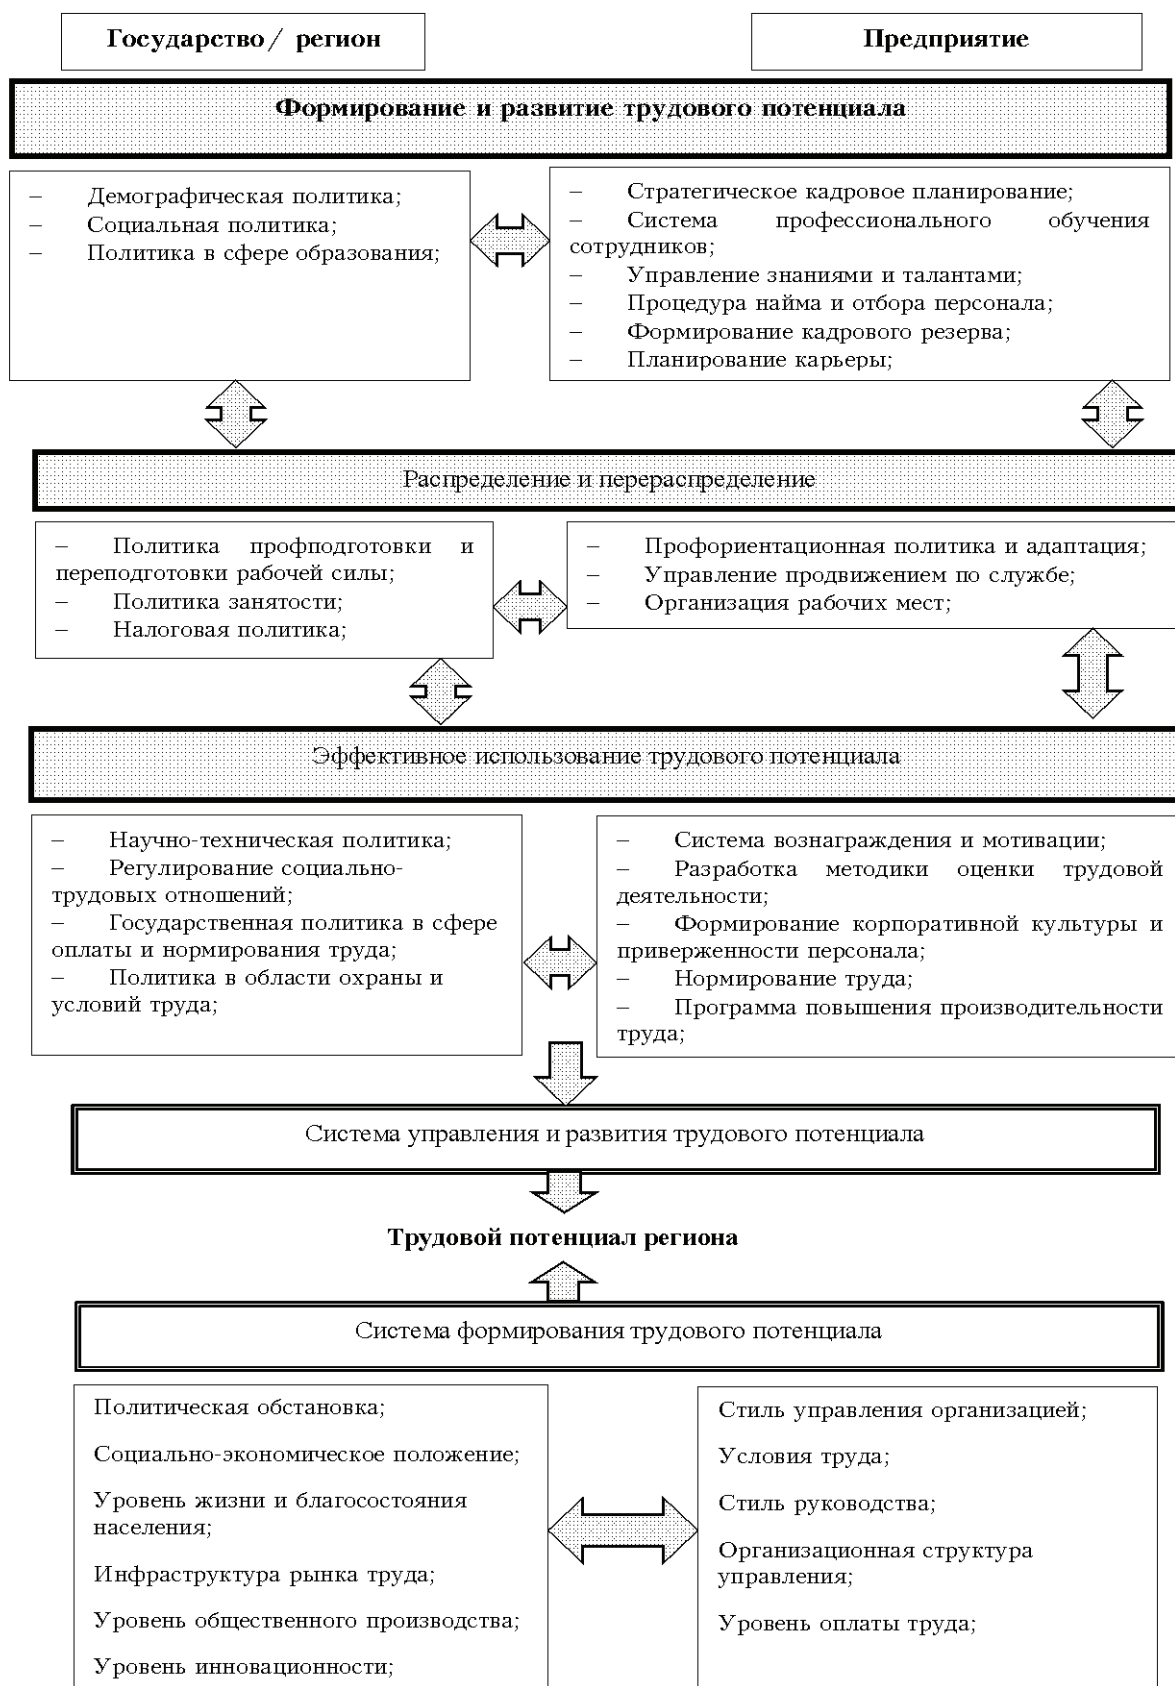 Государство/ регион
Предприятие
Формирование и развитие трудового потенциала
– Демографическая политика;
– Социальная политика;
– Политика в сфере образования;
– Стратегическое кадровое планирование;
– Система профессионального обучения
сотрудников;
– Управление знаниями и талантами;
– Процедура найма и отбора персонала;
– Формирование кадрового резерва;
– Планирование карьеры;
Распределение и перераспределение
– Политика профподготовки и
переподготовки рабочей силы;
– Политика занятости;
– Налоговая политика;
– Профориентационная политика и адаптация;
– Управление продвижением по службе;
– Организация рабочих мест;
Эффективное использование трудового потенциала
– Научно-техническая политика;
– Регулирование социально-
трудовых отношений;
– Государственная политика в сфере
оплаты и нормирования труда;
– Политика в области охраны и
условий труда;
– Система вознаграждения и мотивации;
– Разработка методики оценки трудовой
деятельности;
– Формирование корпоративной культуры и
приверженности персонала;
– Нормирование труда;
– Программа повышения производительности
труда;
Система управления и развития трудового потенциала
Трудовой потенциал региона
Система формирования трудового потенциала
Политическая обстановка;
Социально-экономическое положение;
Уровень жизни и благосостояния
населения;
Инфраструктура рынка труда;
Уровень общественного производства;
Уровень инновационности;
Стиль управления организацией;
Условия труда;
Стиль руководства;
Организационная структура
управления;
Уровень оплаты труда;